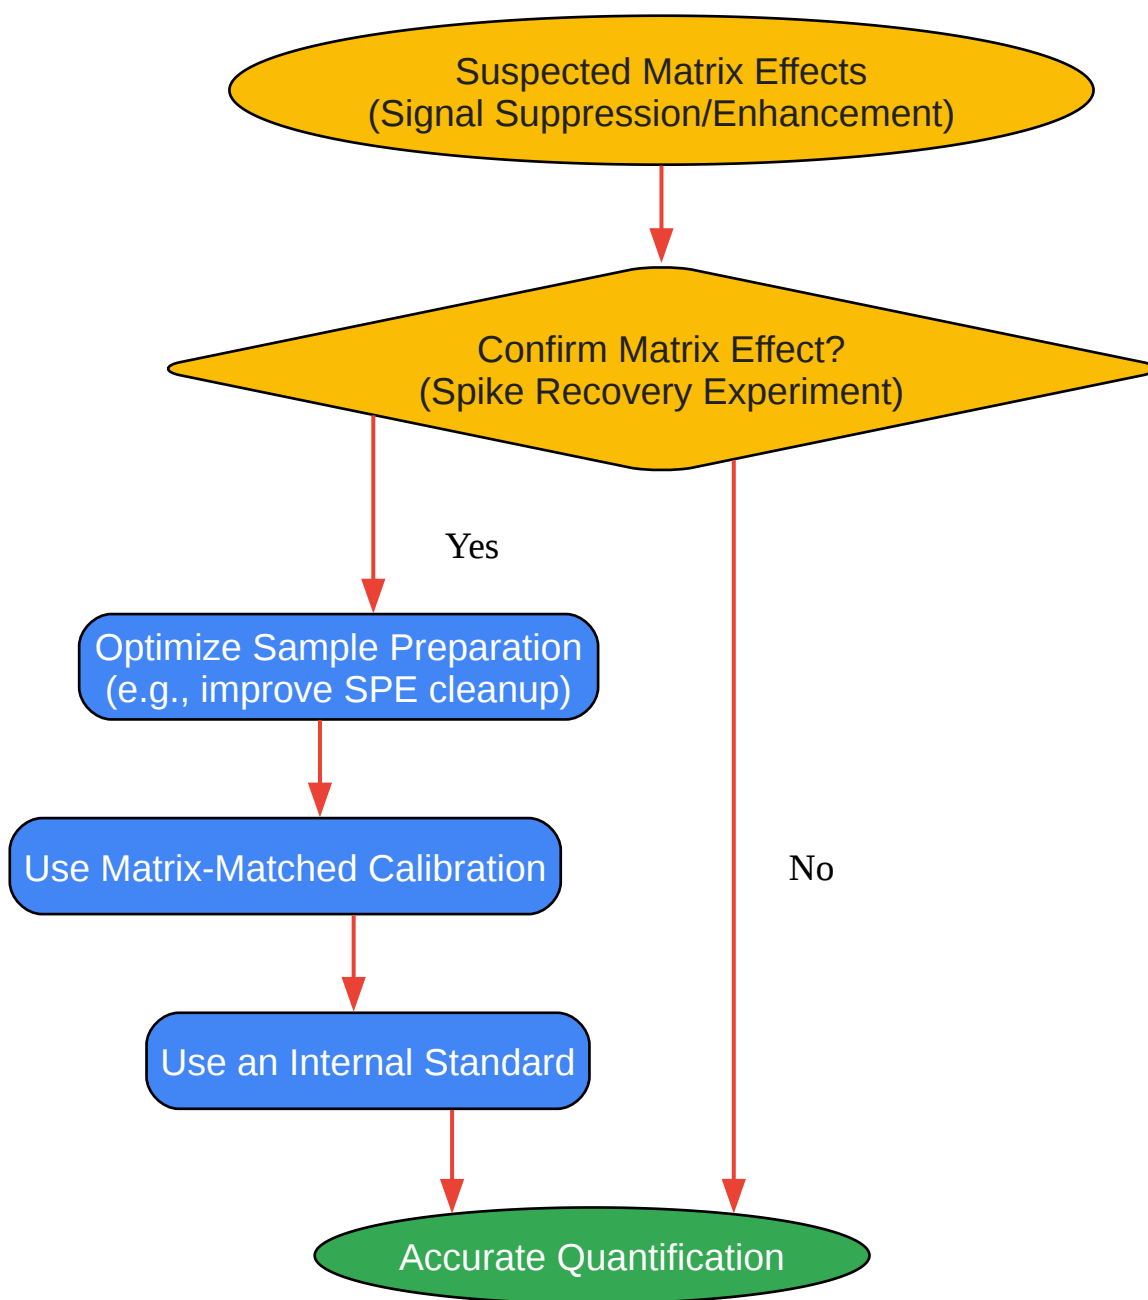 Suspected Matrix Effects
(Signal Suppression/Enhancement)
Confirm Matrix Effect?
(Spike Recovery Experiment)
Yes
Optimize Sample Preparation
(e.g., improve SPE cleanup)
Use Matrix-Matched Calibration
No
Use an Internal Standard
Accurate Quantification